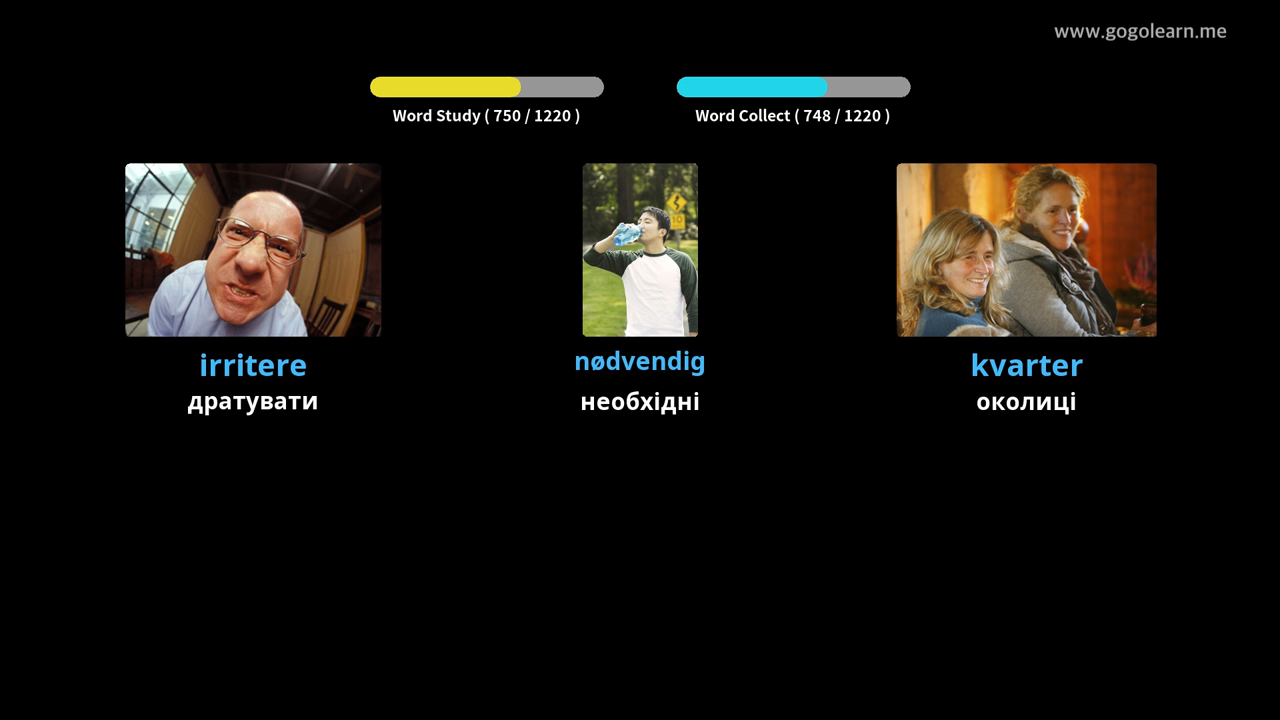 www.gogolearn.me
Word Study ( 750 / 1220 )
Word Collect ( 748 / 1220 )
irritere
дратувати
nødvendig
необхідні
kvarter
околиці